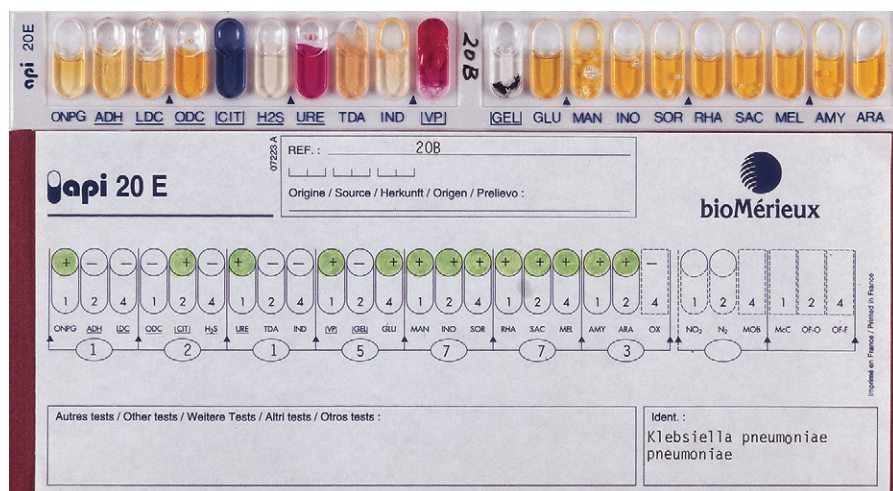 api 20E
20B
ONPG ADH LDC ODC |CIT| H2S URE TDA IND |VP| |GEL| GLU MAN INO SOR RHA SAC MEL AMY ARA
07223 A
REF. : 20B
Origine / Source / Herkunft / Origen / Prelievo :
api 20 E
bioMérieux
+ − − − + − + − − + − + + + + + + + + + −
1 2 4 1 2 4 1 2 4 1 2 4 1 2 4 1 2 4 1 2 4 1 2 4 1 2 4
ONPG ADH LDC ODC |CIT| H₂S URE TDA IND |VP| |GEL| GLU MAN INO SOR RHA SAC MEL AMY ARA OX NO₂ N₂ MOB McC OF-O OF-F
1 2 1 5 7 7 3
Imprimé en France / Printed in France
Autres tests / Other tests / Weitere Tests / Altri tests / Otros tests :
Ident. :
Klebsiella pneumoniae
pneumoniae